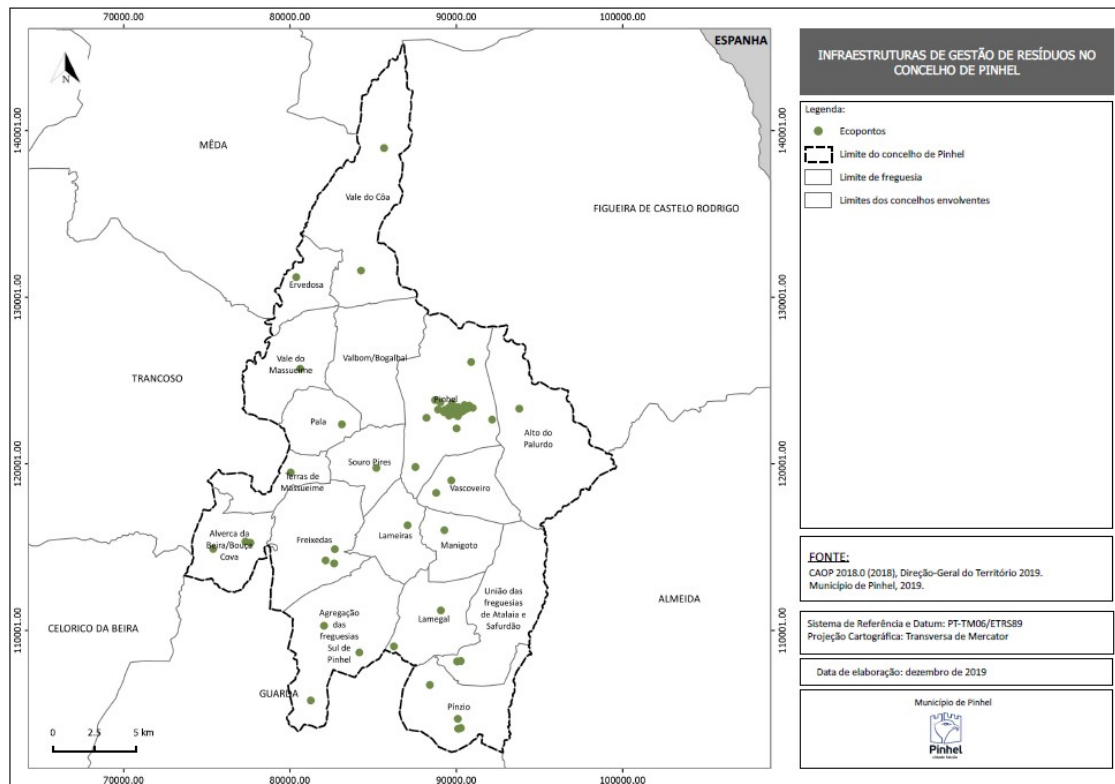 70000.00 80000.00 90000.00 100000.00
ESPANHA
N
140001.00
140001.00
MÊDA
Vale do Côa
FIGUEIRA DE CASTELO RODRIGO
Ervedosa
130001.00
130001.00
Vale do
Massueime
Valbom/Bogalhal
TRANCOSO
Pinhel
Pala
Alto do
Palurdo
120001.00
120001.00
Souro Pires
Terras de
Massueime
Vascoveiro
Alverca da
Beira/Bouça
Cova
Freixedas
Lameiras
Manigoto
União das
freguesias
de Atalaia e
Safurdão
ALMEIDA
Agregação
das
freguesias
Sul de
Pinhel
Lamegal
CELORICO DA BEIRA
110001.00
110001.00
GUARDA
Pínzio
0 2.5 5 km
70000.00 80000.00 90000.00 100000.00
INFRAESTRUTURAS DE GESTÃO DE RESÍDUOS NO
CONCELHO DE PINHEL
Legenda:
Ecopontos
Limite do concelho de Pinhel
Limite de freguesia
Limites dos concelhos envolventes
FONTE:
CAOP 2018.0 (2018), Direção-Geral do Território 2019.
Município de Pinhel, 2019.
Sistema de Referência e Datum: PT-TM06/ETRS89
Projeção Cartográfica: Transversa de Mercator
Data de elaboração: dezembro de 2019
Município de Pinhel
Pinhel
cidade falcão